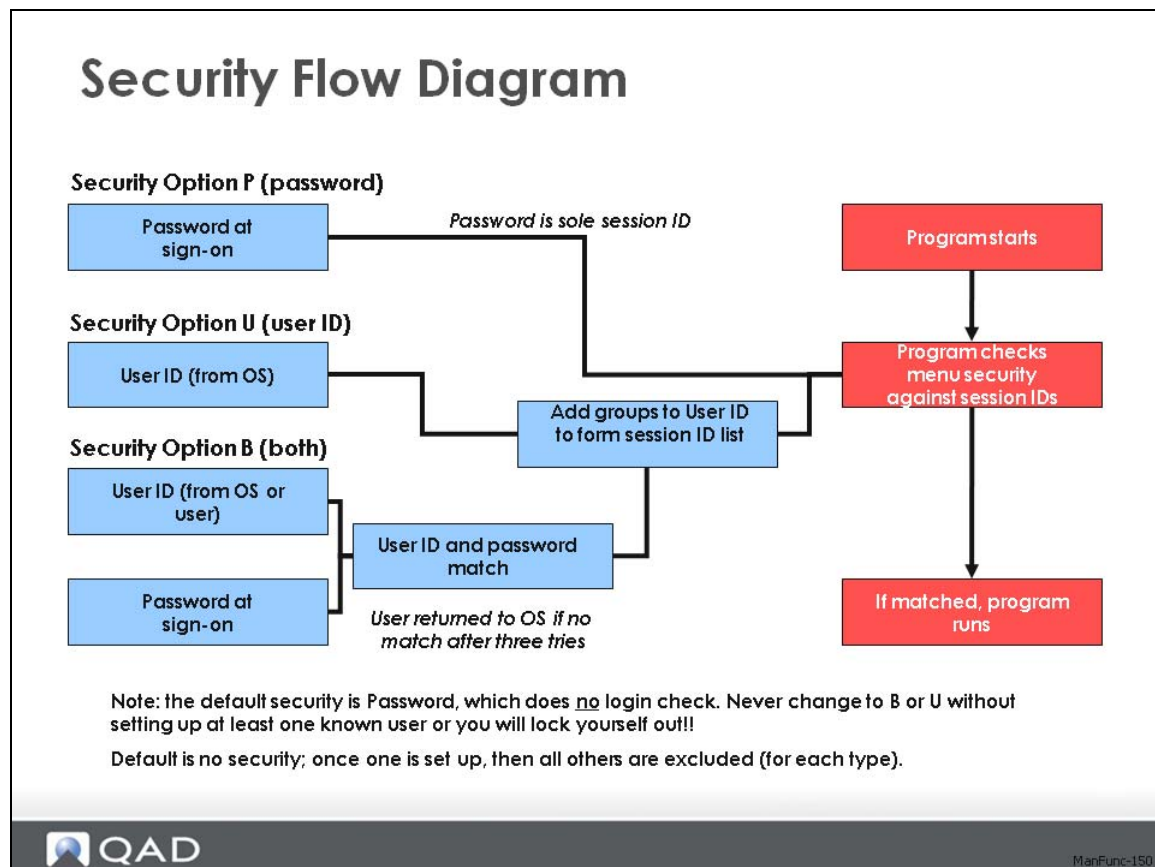 Security Flow Diagram
Security Option P (password)
Password at
sign-on
Password is sole session ID
Program starts
Security Option U (user ID)
User ID (from OS)
Add groups to User ID
to form session ID list
Program checks
menu security
against session IDs
Security Option B (both)
User ID (from OS or
user)
User ID and password
match
Password at
sign-on
User returned to OS if no
match after three tries
If matched, program
runs
Note: the default security is Password, which does no login check. Never change to B or U without
setting up at least one known user or you will lock yourself out!!
Default is no security; once one is set up, then all others are excluded (for each type).
QAD
ManFunc-150